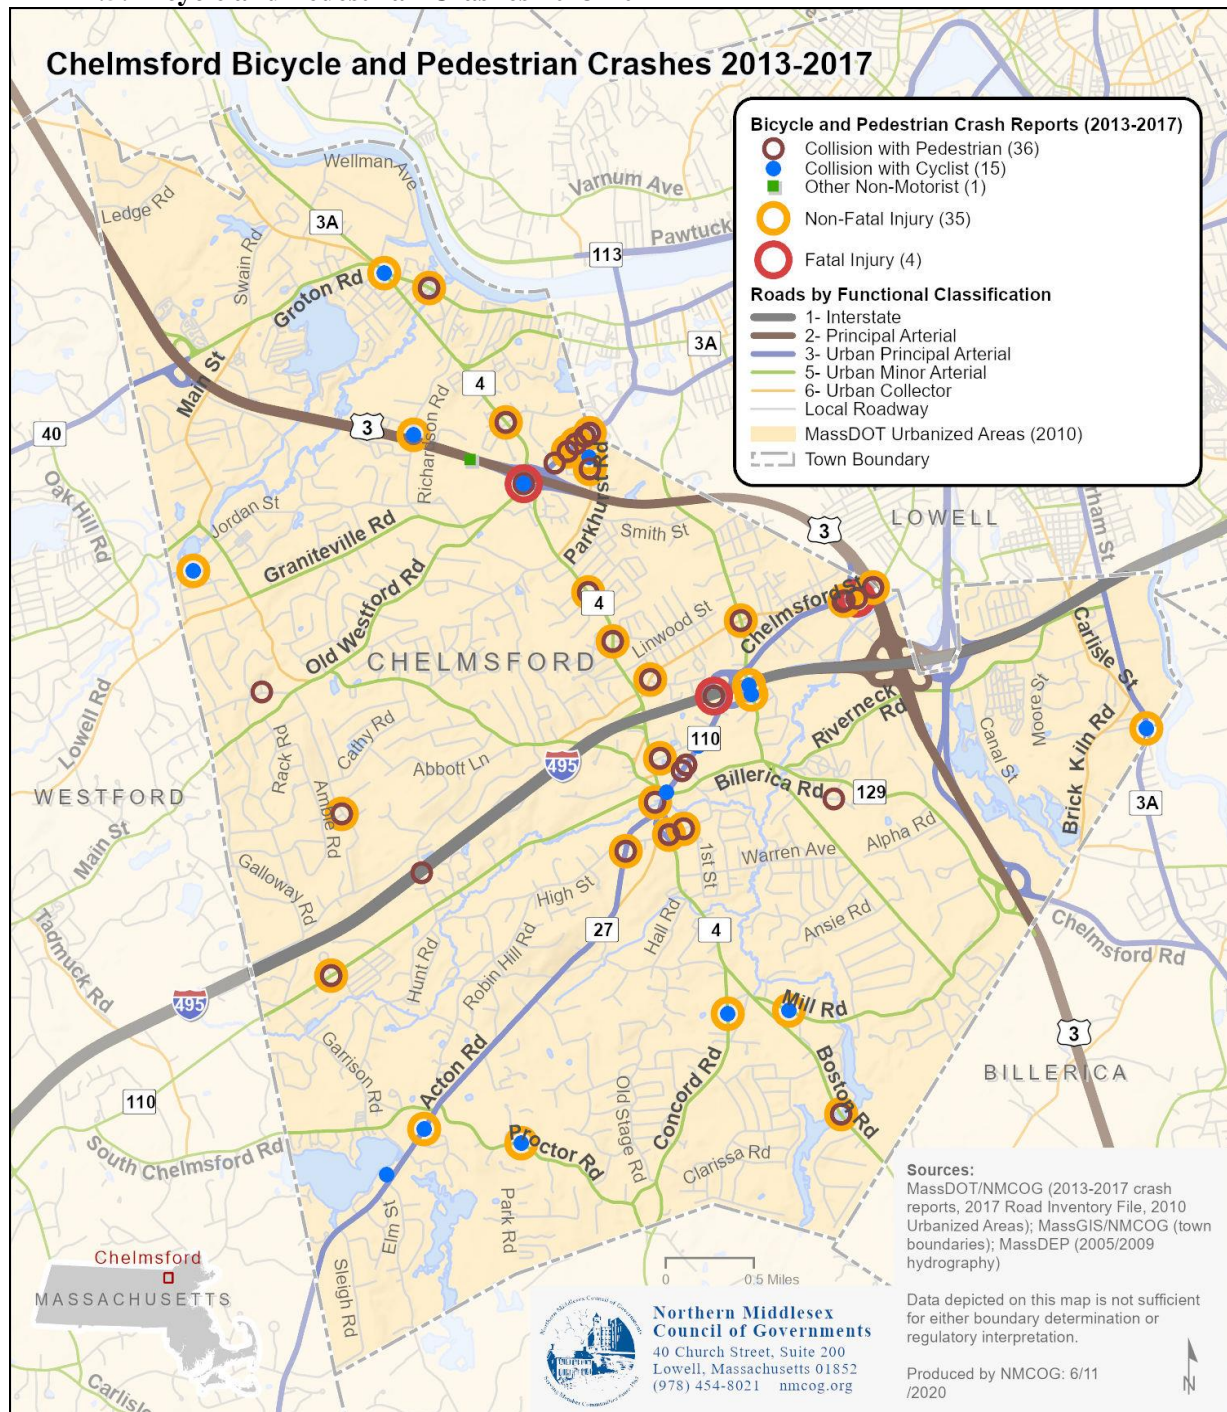 Chelmsford Bicycle and Pedestrian Crashes 2013-2017
Bicycle and Pedestrian Crash Reports (2013-2017)
Collision with Pedestrian (36)
Collision with Cyclist (15)
Other Non-Motorist (1)
Non-Fatal Injury (35)
Fatal Injury (4)
Roads by Functional Classification
1- Interstate
2- Principal Arterial
3- Urban Principal Arterial
5- Urban Minor Arterial
6- Urban Collector
Local Roadway
MassDOT Urbanized Areas (2010)
Town Boundary
Wellman Ave
Varnum Ave
Ledge Rd
3A
Pawtuck
113
Swain Rd
Groton Rd
3A
Main St
4
Richardson Rd
3
40
Oak Hill Rd
Jordan St
Parkhurst Rd
Smith St
3
LOWELL
rham St
Graniteville Rd
Old Westford Rd
4
Chelmsford St
Linwood St
Carlisle St
CHELMSFORD
Lowell Rd
Rack Rd
Cathy Rd
Abbott Ln
495
110
Riverneck
Rd
Moore St
Canal St
Brick Kiln Rd
WESTFORD
Billerica Rd
129
3A
Main St
Amble Rd
Alpha Rd
Warren Ave
1st St
Galloway Rd
High St
27
Hall Rd
4
Ansie Rd
Chelmsford Rd
Tadmuck Rd
Hunt Rd
Robin Hill Rd
495
Mill Rd
3
BILLERICA
Garrison Rd
Acton Rd
Old Stage Rd
Concord Rd
Boston Rd
110
South Chelmsford Rd
Proctor Rd
Clarissa Rd
Elm St
Park Rd
Sleigh Rd
Carlisle
Chelmsford
MASSACHUSETTS
0 0.5 Miles
Northern Middlesex
Council of Governments
40 Church Street, Suite 200
Lowell, Massachusetts 01852
(978) 454-8021 nmcog.org
Northern Middlesex Council of Governments
Sources:
MassDOT/NMCOG (2013-2017 crash
reports, 2017 Road Inventory File, 2010
Urbanized Areas); MassGIS/NMCOG (town
boundaries); MassDEP (2005/2009
hydrography)
Data depicted on this map is not sufficient
for either boundary determination or
regulatory interpretation.
Produced by NMCOG: 6/11
/2020
N